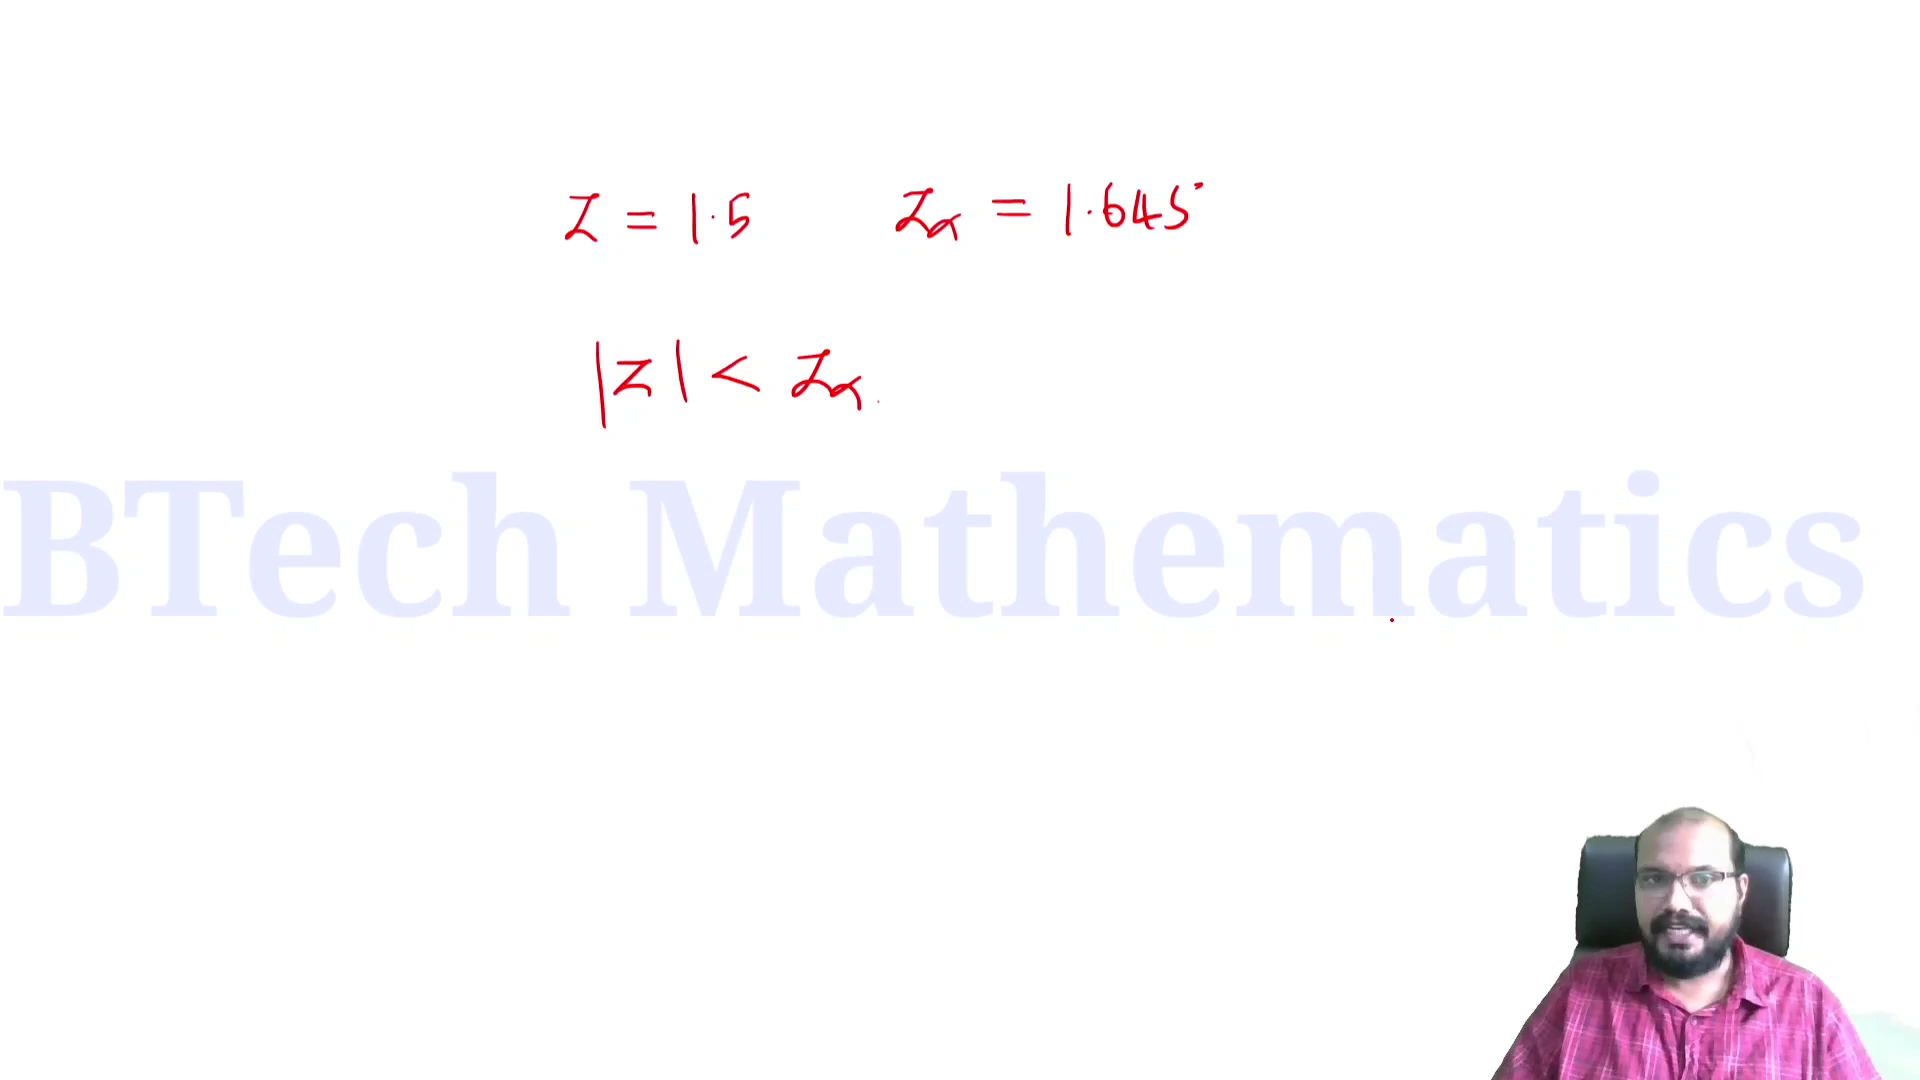 z = 1.5 zα = 1.645
|z| < zα
BTech Mathematics